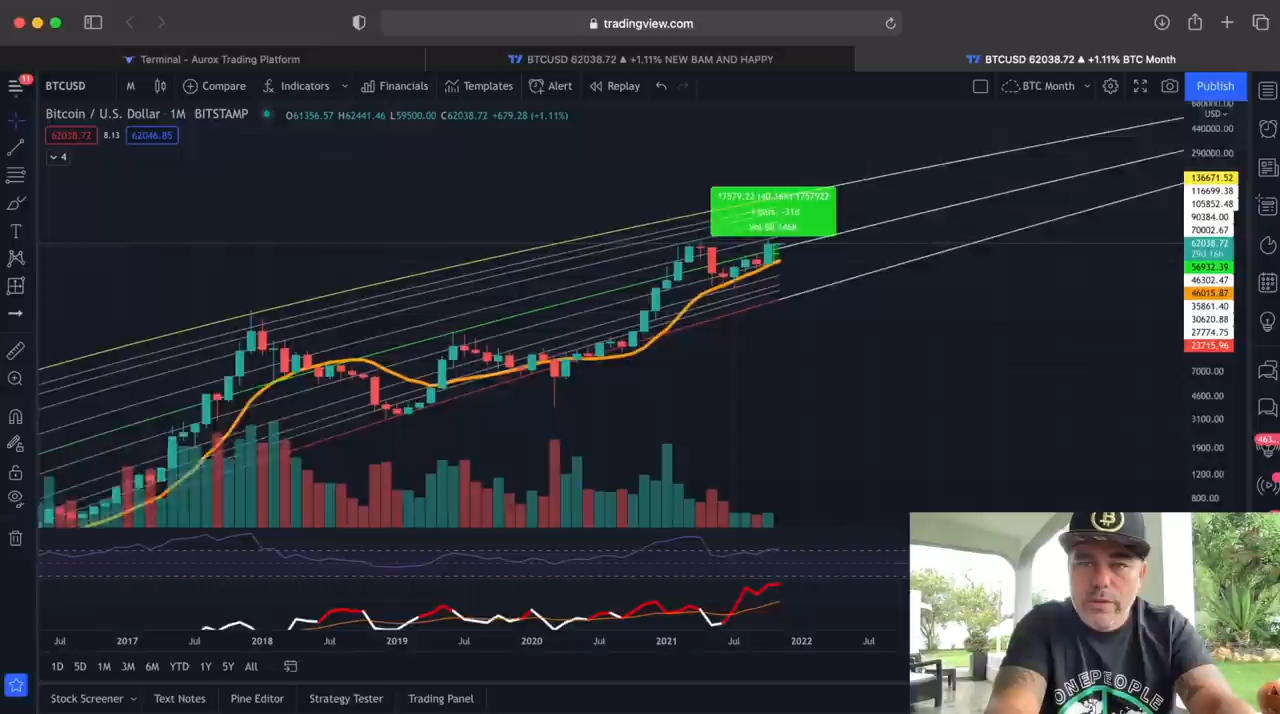 tradingview.com
Terminal - Aurox Trading Platform
BTCUSD 62038.72 ▲ +1.11% NEW BAM AND HAPPY
BTCUSD 62038.72 ▲ +1.11% BTC Month
11
BTCUSD
M
Compare
Indicators
Financials
Templates
Alert
Replay
BTC Month
Publish
Bitcoin / U.S. Dollar · 1M BITSTAMP
O61356.57 H62441.46 L59500.00 C62038.72 +679.28 (+1.11%)
62038.72
8.13
62046.85
4
USD
440000.00
290000.00
136671.52
116699.38
105852.48
90384.00
70002.67
62038.72
29d 16h
56932.39
46302.47
46015.87
35861.40
30620.88
27774.75
23715.96
7000.00
4600.00
3100.00
1900.00
1200.00
800.00
Jul
2017
Jul
2018
Jul
2019
Jul
2020
Jul
2021
Jul
2022
Jul
1D
5D
1M
3M
6M
YTD
1Y
5Y
All
Stock Screener
Text Notes
Pine Editor
Strategy Tester
Trading Panel
ONEPEOPLE